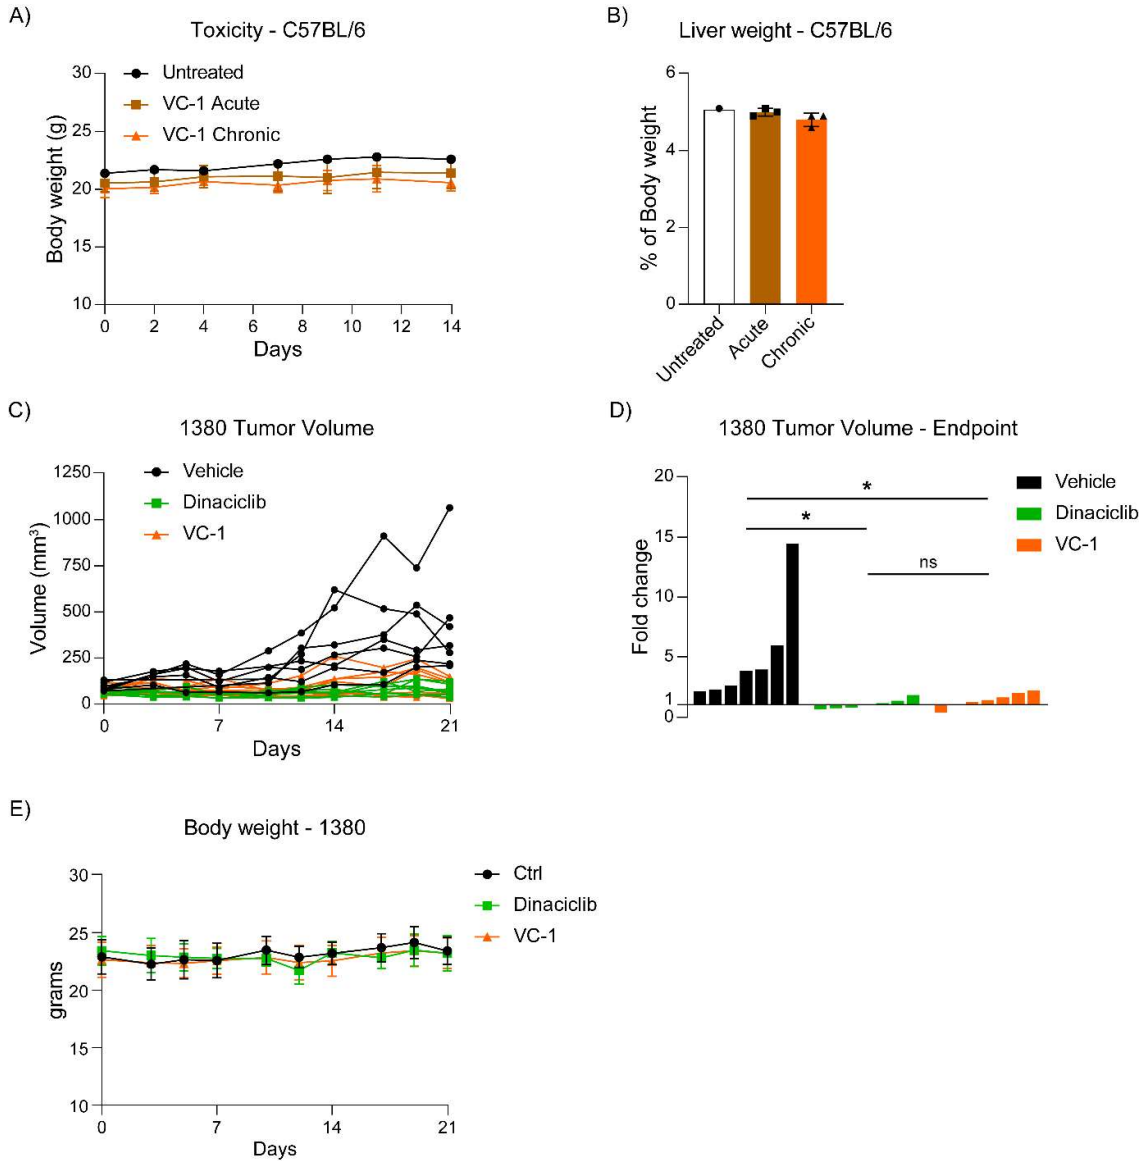 A)
Toxicity - C57BL/6
Untreated
VC-1 Acute
VC-1 Chronic
Body weight (g)
30
25
20
15
10
0 2 4 6 8 10 12 14
Days
B)
Liver weight - C57BL/6
% of Body weight
6
4
2
0
Untreated
Acute
Chronic
C)
1380 Tumor Volume
Vehicle
Dinaciclib
VC-1
Volume (mm³)
1250
1000
750
500
250
0
0 7 14 21
Days
D)
1380 Tumor Volume - Endpoint
Vehicle
Dinaciclib
VC-1
Fold change
20
15
10
5
1
0
*
*
ns
E)
Body weight - 1380
Ctrl
Dinaciclib
VC-1
grams
30
25
20
15
10
0 7 14 21
Days